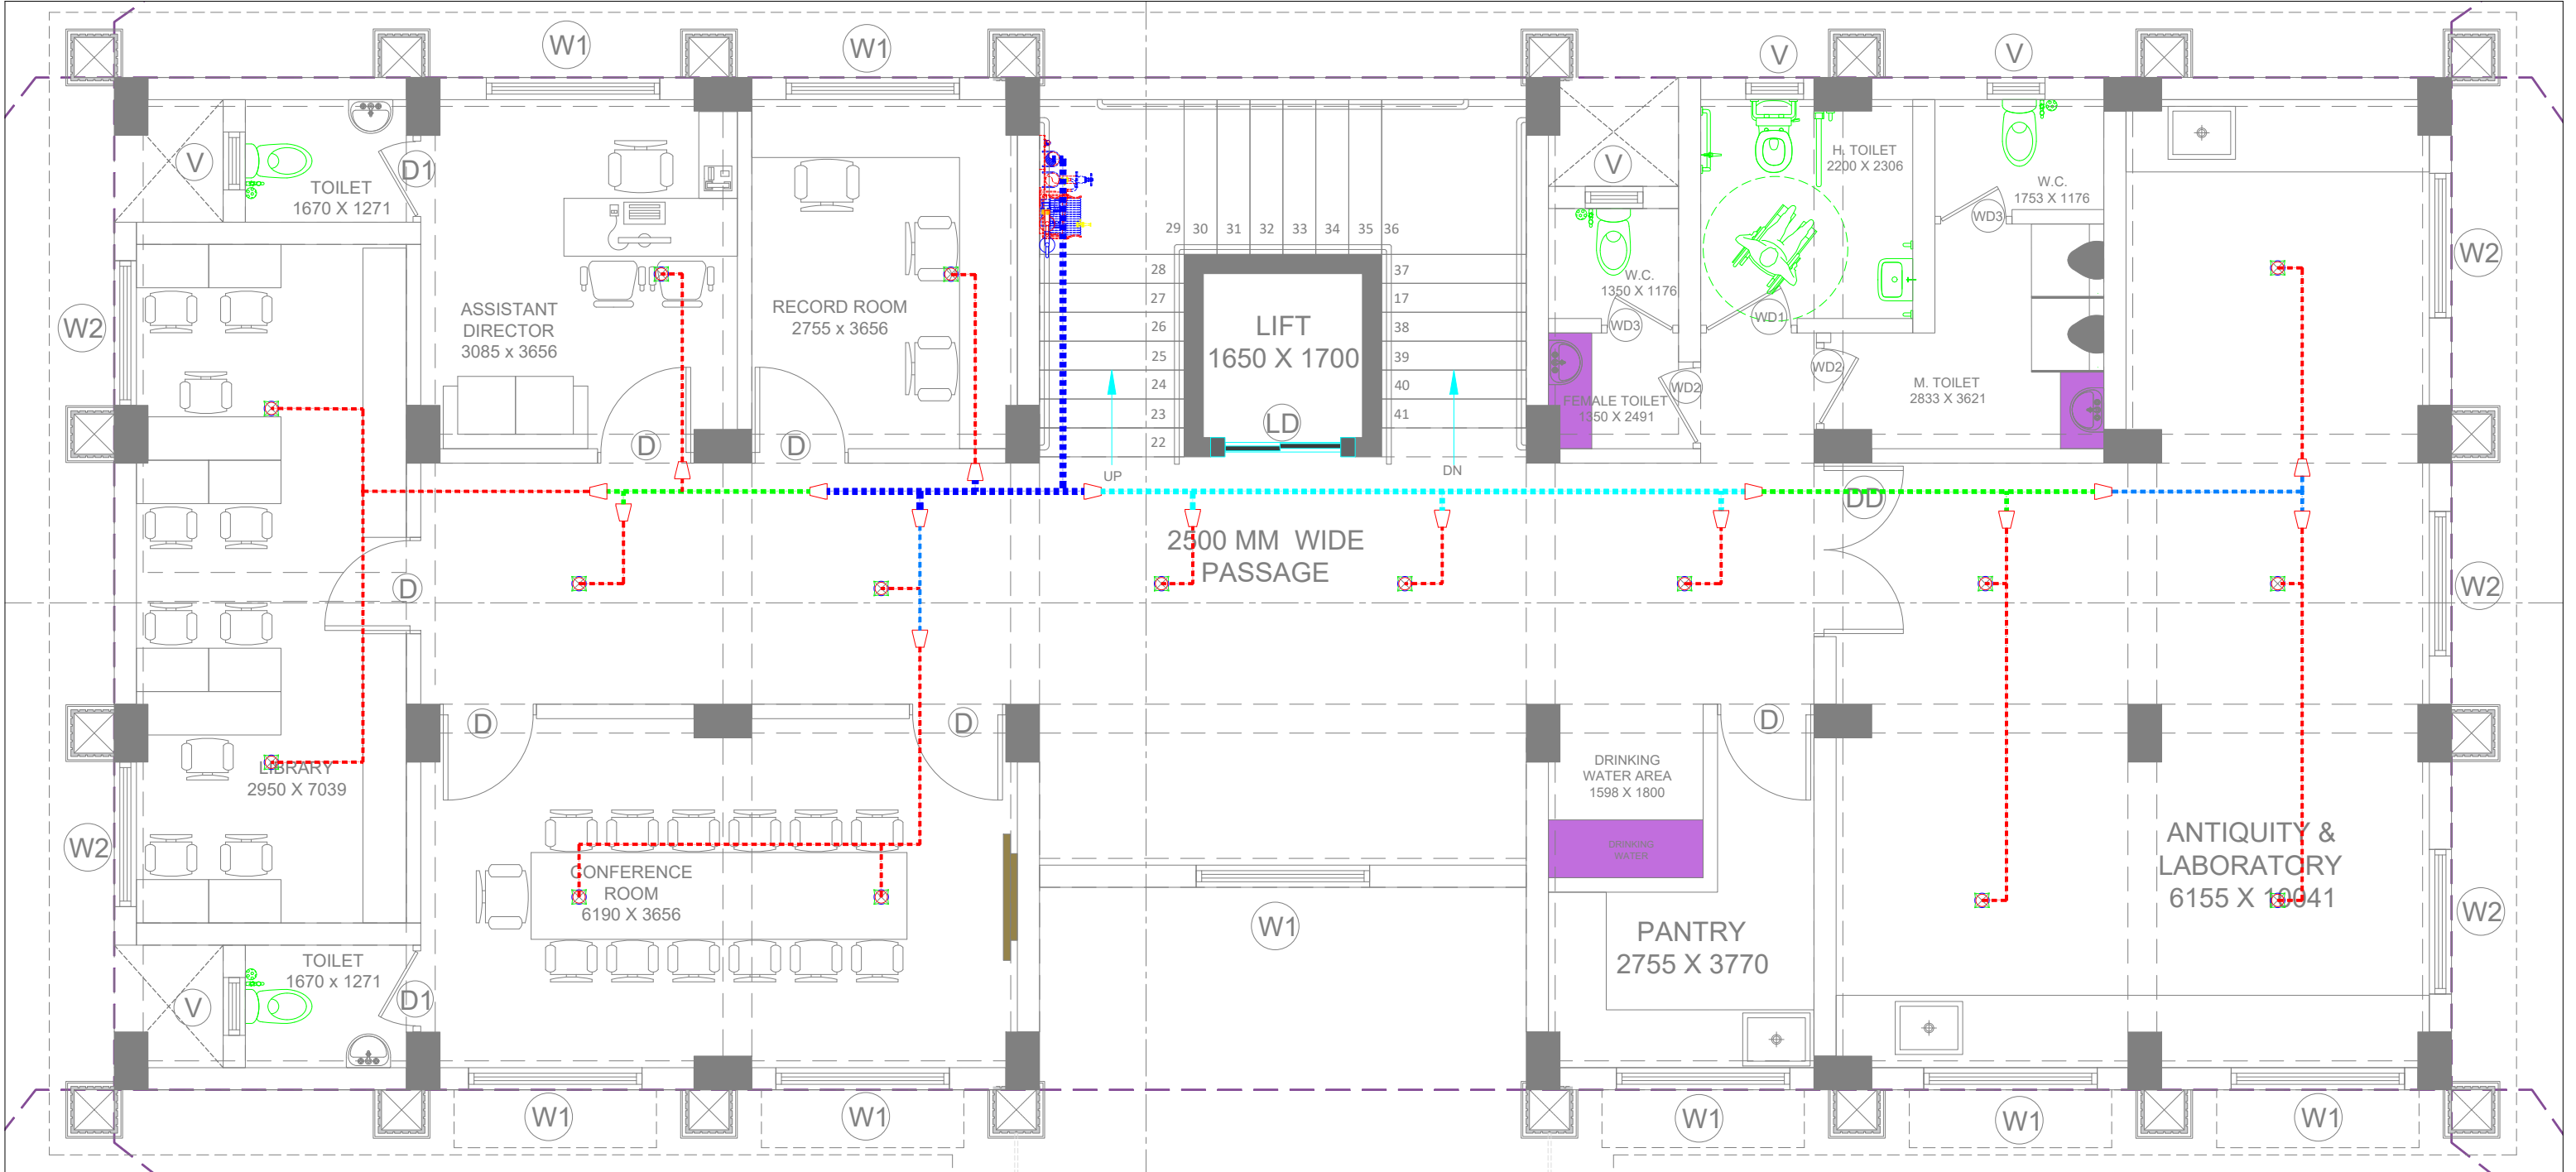 W1
W1
V
V
V
TOILET
1670 X 1271
D1
H. TOILET
2200 X 2306
W.C.
1753 X 1176
WD3
V
29 30 31 32 33 34 35 36
28
27
26
25
24
23
22
37
17
38
39
40
41
W2
ASSISTANT
DIRECTOR
3085 x 3656
RECORD ROOM
2755 x 3656
LIFT
1650 X 1700
LD
W.C.
1350 X 1176
WD3
WD1
WD2
WD2
W2
M. TOILET
2833 X 3621
FEMALE TOILET
1350 X 2491
D
D
UP
DN
DD
2500 MM WIDE
PASSAGE
D
W2
D
D
D
LIBRARY
2950 X 7039
DRINKING
WATER AREA
1598 X 1800
DRINKING
WATER
W2
ANTIQUITY &
LABORATORY
6155 X 10041
CONFERENCE
ROOM
6190 X 3656
W1
PANTRY
2755 X 3770
W2
TOILET
1670 x 1271
V
D1
W1
W1
W1
W1
W1